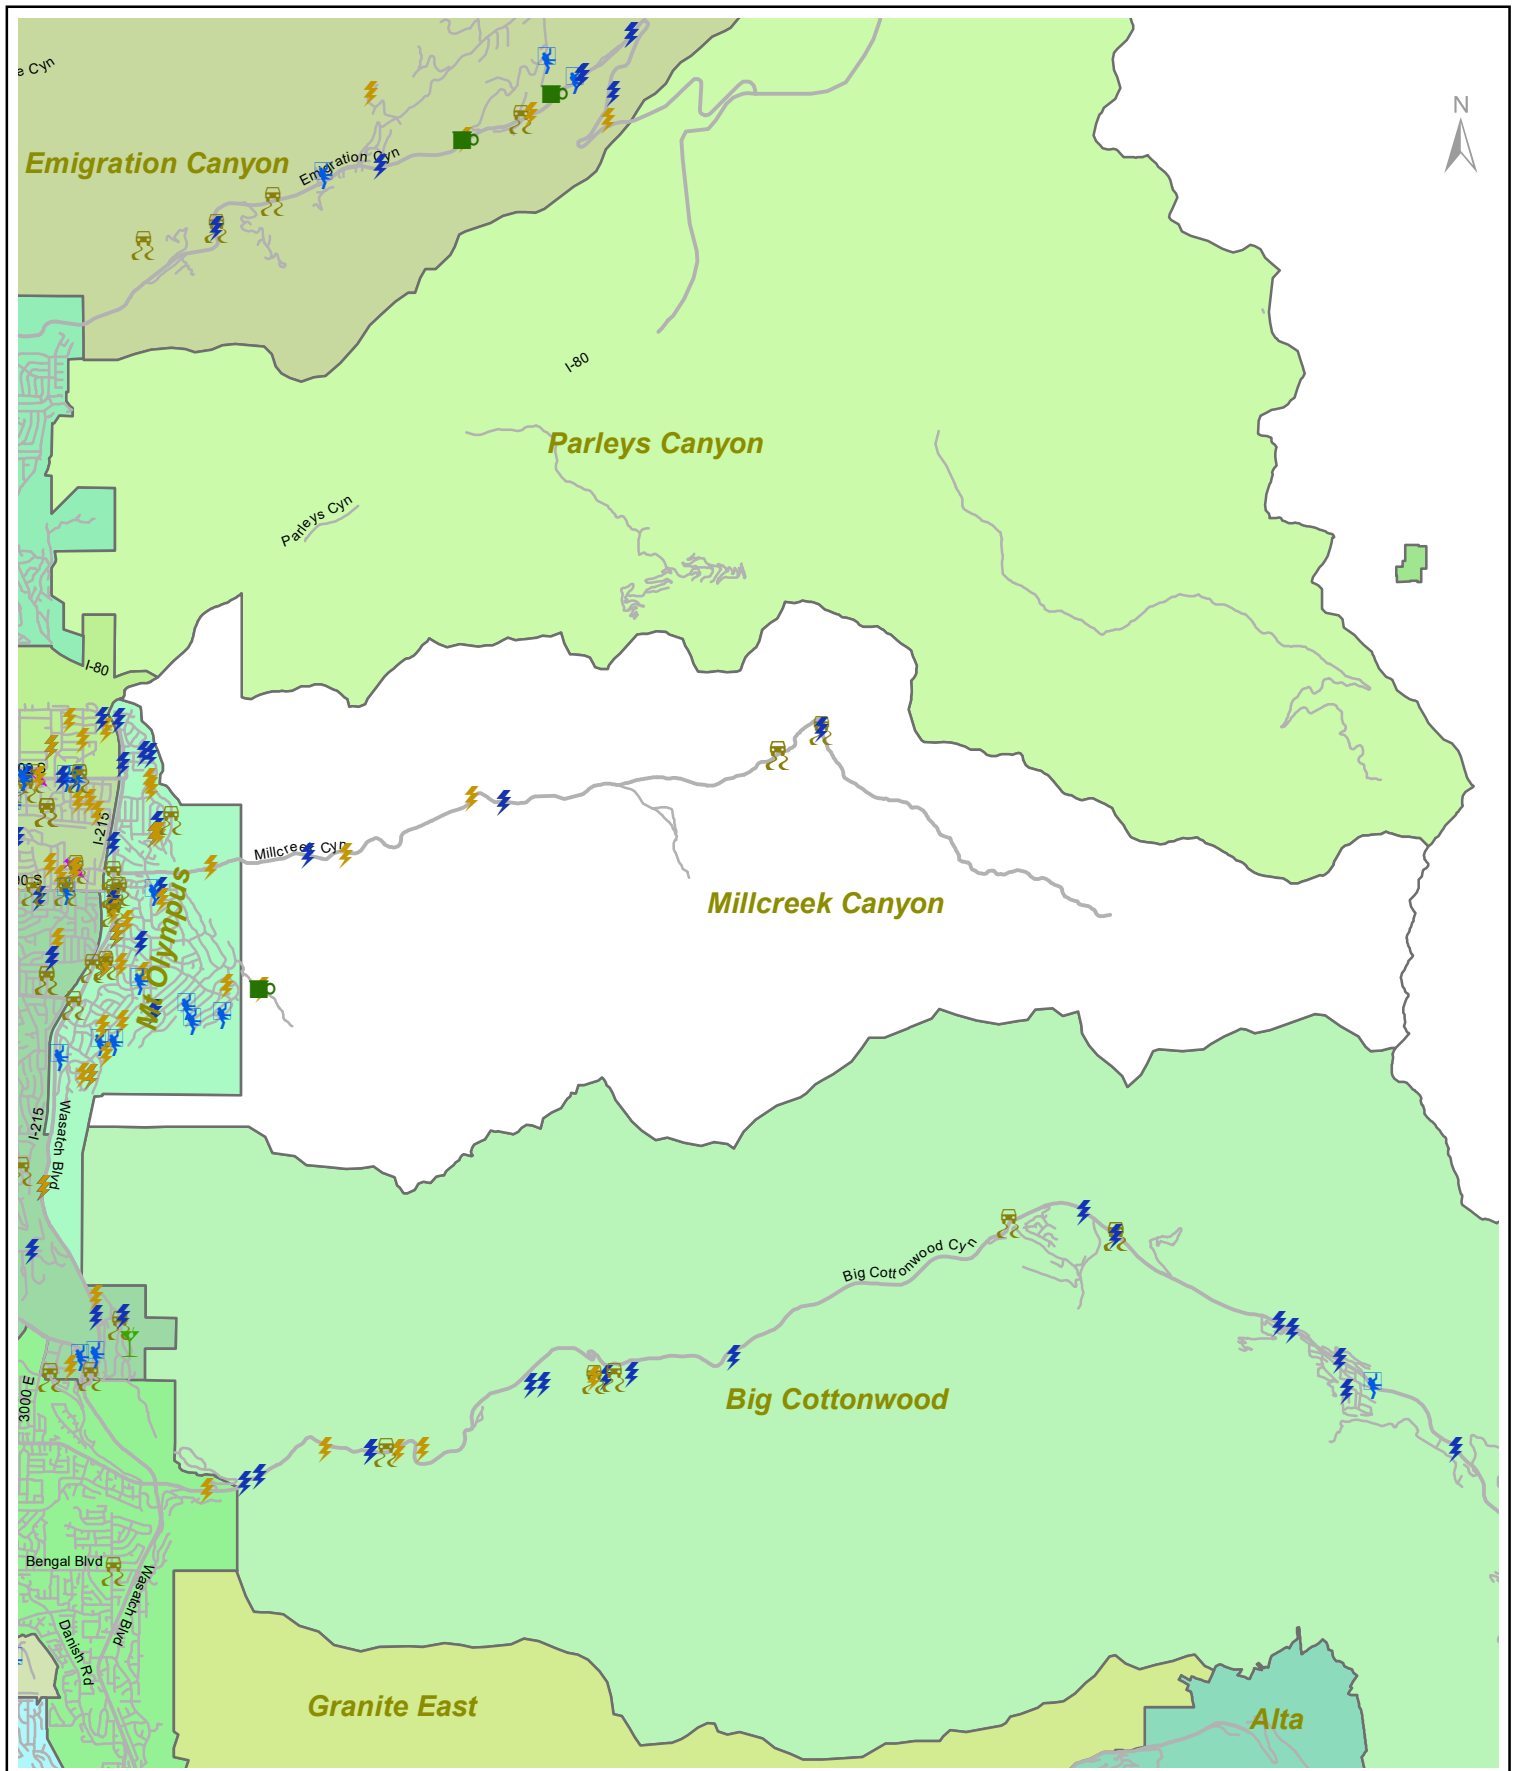 e Cyn
N
Emigration Canyon
Emigration Cyn
I-80
Parleys Canyon
Parleys Cyn
I-80
I-215
Millcreek Cyn
Mt Olympus
Millcreek Canyon
I-215
Wasatch Blvd
Big Cottonwood Cyn
3000 E
Big Cottonwood
Bengal Blvd
Wasatch Blvd
Danish Rd
Granite East
Alta